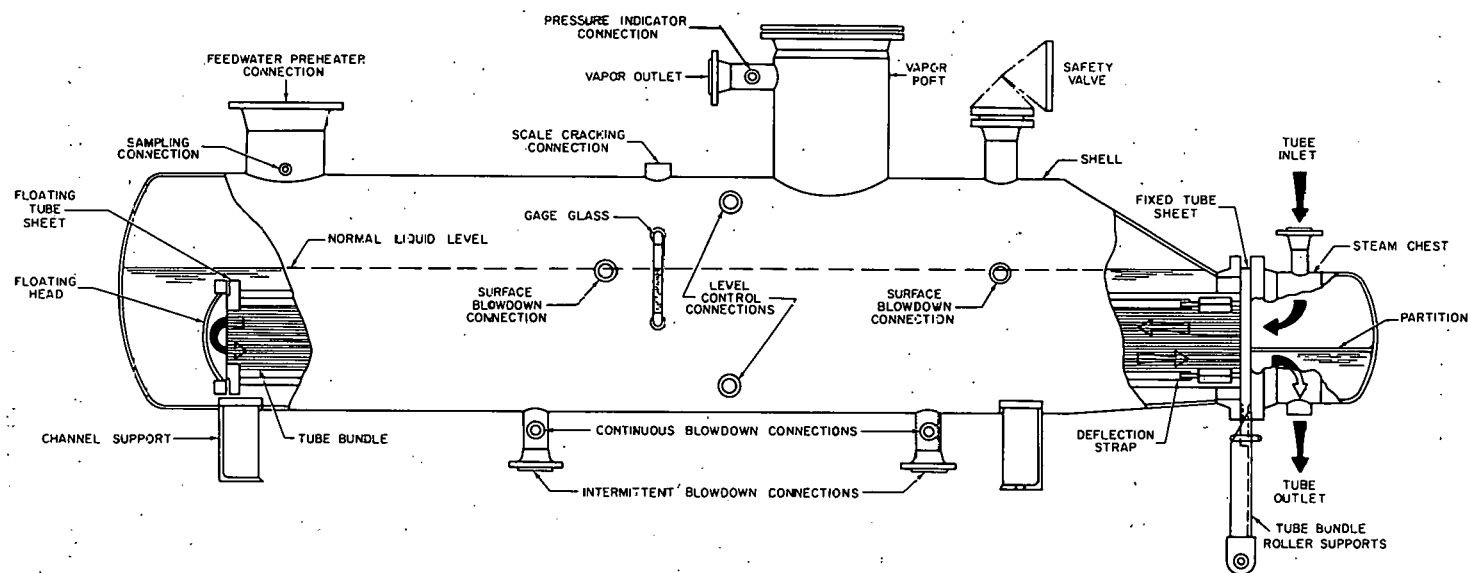 PRESSURE INDICATOR
CONNECTION
FEEDWATER PREHEATER
CONNECTION
VAPOR OUTLET
VAPOR
PORT
SAFETY
VALVE
SAMPLING
CONNECTION
SCALE CRACKING
CONNECTION
SHELL
TUBE
INLET
FLOATING
TUBE
SHEET
GAGE GLASS
FIXED TUBE
SHEET
NORMAL LIQUID LEVEL
STEAM CHEST
FLOATING
HEAD
SURFACE
BLOWDOWN
CONNECTION
LEVEL
CONTROL
CONNECTIONS
SURFACE
BLOWDOWN
CONNECTION
PARTITION
CHANNEL SUPPORT
TUBE BUNDLE
CONTINUOUS BLOWDOWN CONNECTIONS
DEFLECTION
STRAP
INTERMITTENT BLOWDOWN CONNECTIONS
TUBE
OUTLET
TUBE BUNDLE
ROLLER SUPPORTS